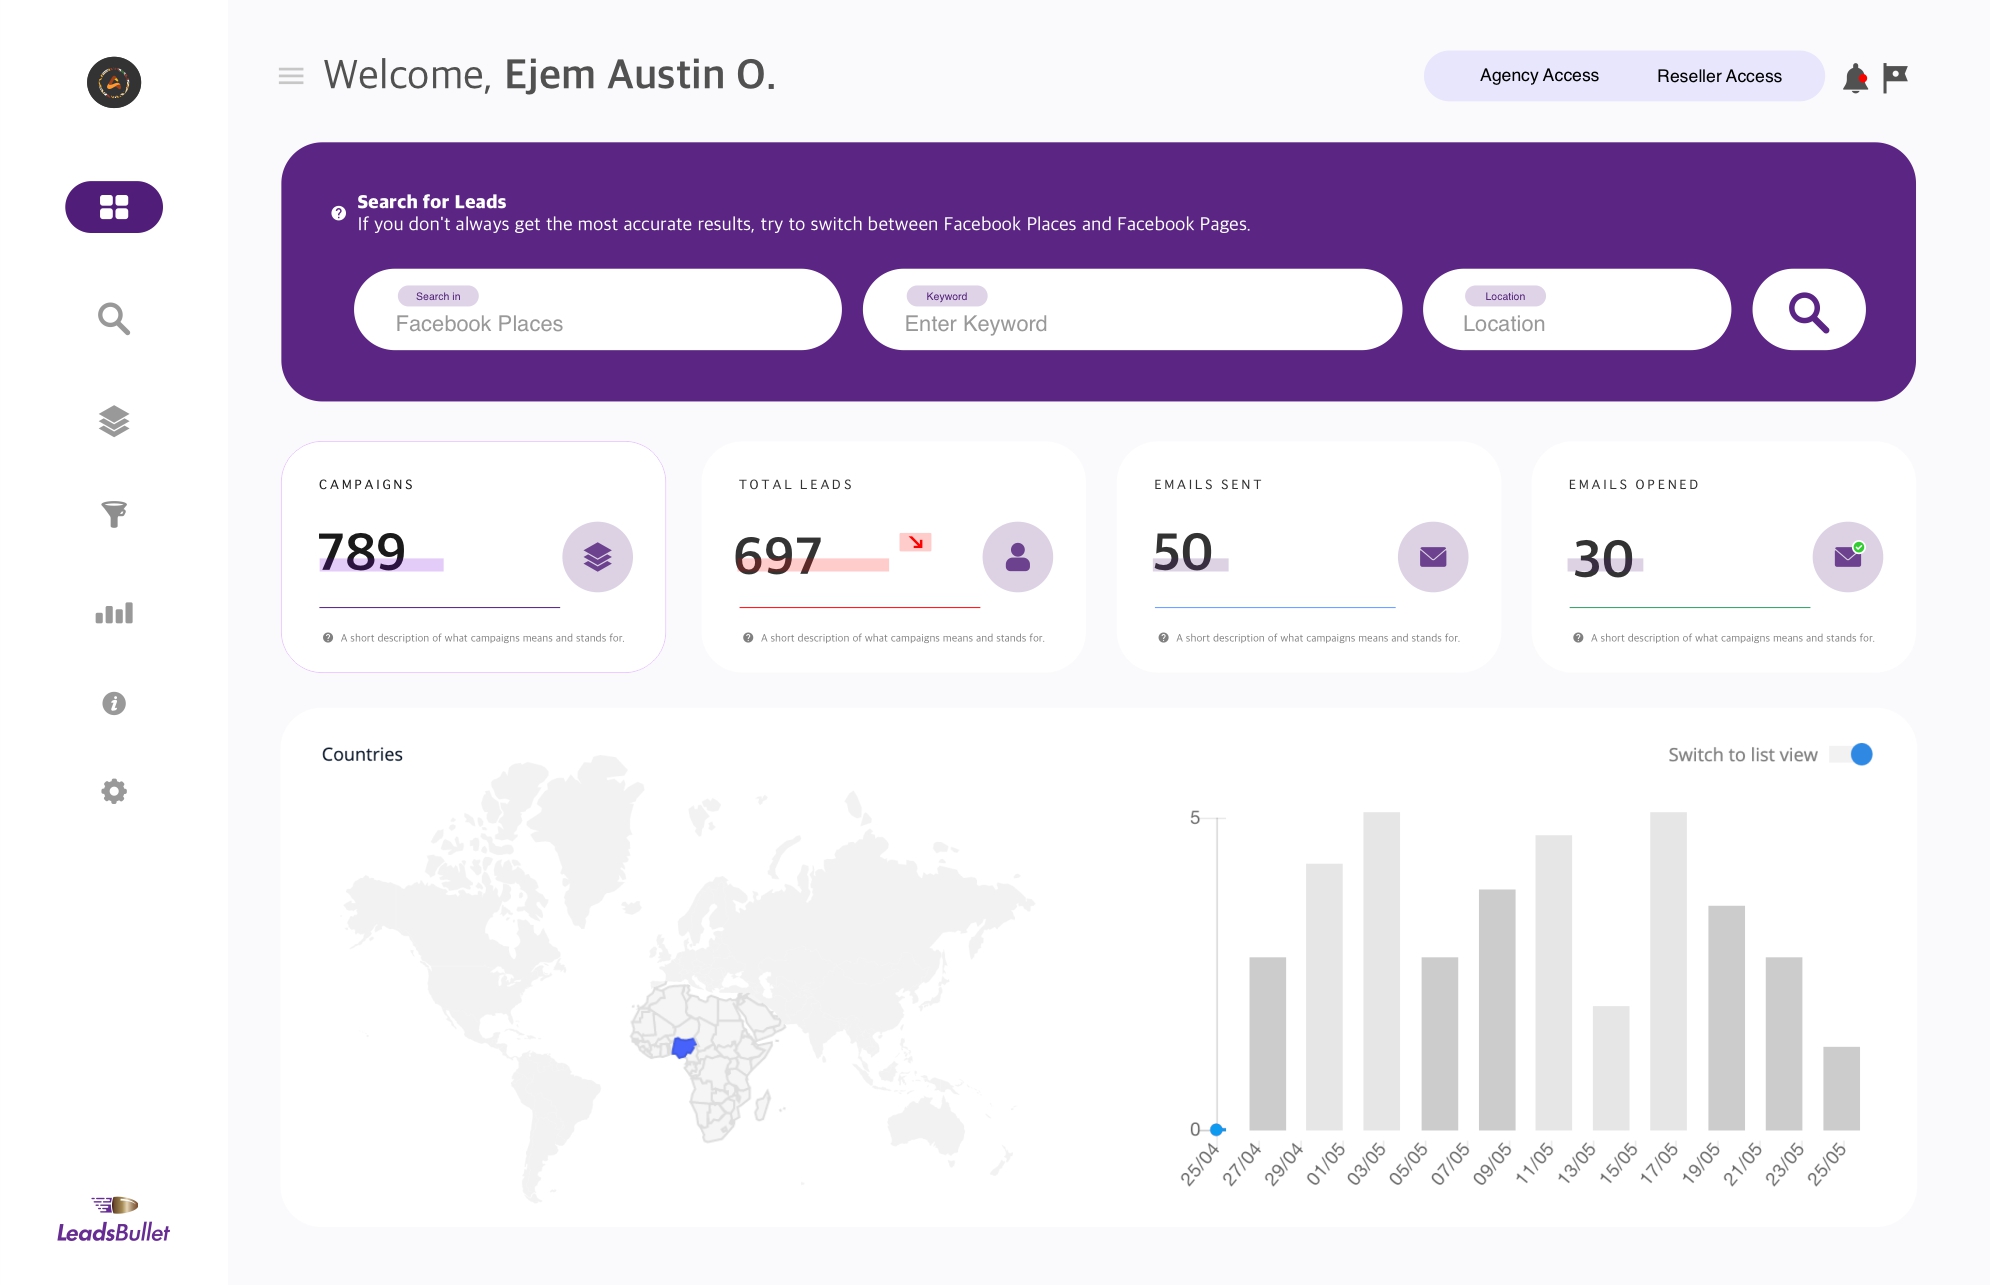 Welcome, Ejem Austin O.
Agency Access
Reseller Access
Search for Leads
If you don't always get the most accurate results, try to switch between Facebook Places and Facebook Pages.
Search in
Facebook Places
Keyword
Enter Keyword
Location
Location
CAMPAIGNS
789
A short description of what campaigns means and stands for.
TOTAL LEADS
697
A short description of what campaigns means and stands for.
EMAILS SENT
50
A short description of what campaigns means and stands for.
EMAILS OPENED
30
A short description of what campaigns means and stands for.
Countries
Switch to list view
5
0
25/04
27/04
29/04
01/05
03/05
05/05
07/05
09/05
11/05
13/05
15/05
17/05
19/05
21/05
23/05
25/05
LeadsBullet